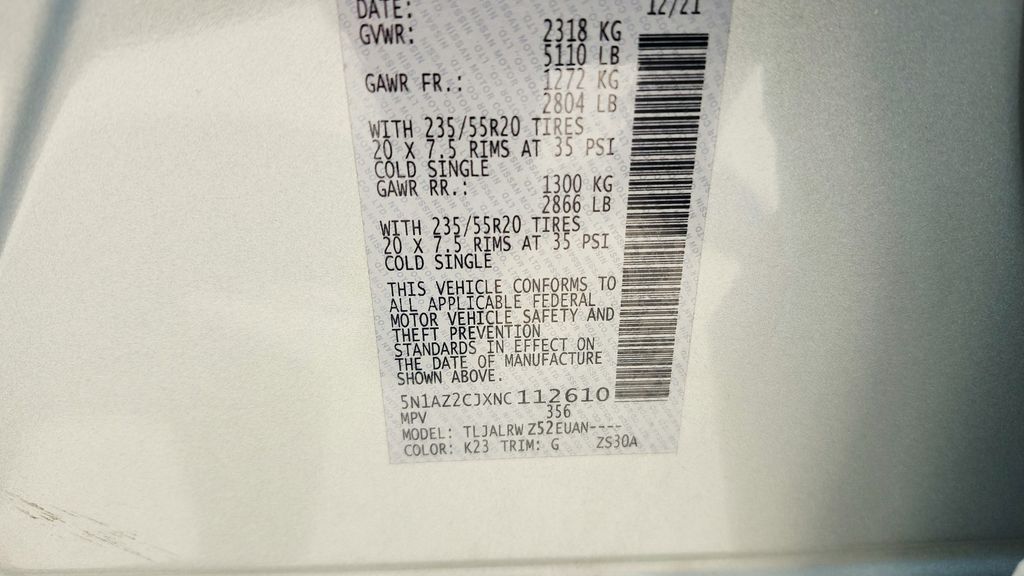 DATE: 12/21
GVWR: 2318 KG
5110 LB
GAWR FR.: 1272 KG
2804 LB
WITH 235/55R20 TIRES
20 X 7.5 RIMS AT 35 PSI
COLD SINGLE
GAWR RR.: 1300 KG
2866 LB
WITH 235/55R20 TIRES
20 X 7.5 RIMS AT 35 PSI
COLD SINGLE
THIS VEHICLE CONFORMS TO
ALL APPLICABLE FEDERAL
MOTOR VEHICLE SAFETY AND
THEFT PREVENTION
STANDARDS IN EFFECT ON
THE DATE OF MANUFACTURE
SHOWN ABOVE.
5N1AZ2CJXNC112610
MPV 356
MODEL: TLJALRWZ52EUAN----
COLOR: K23 TRIM: G ZS30A